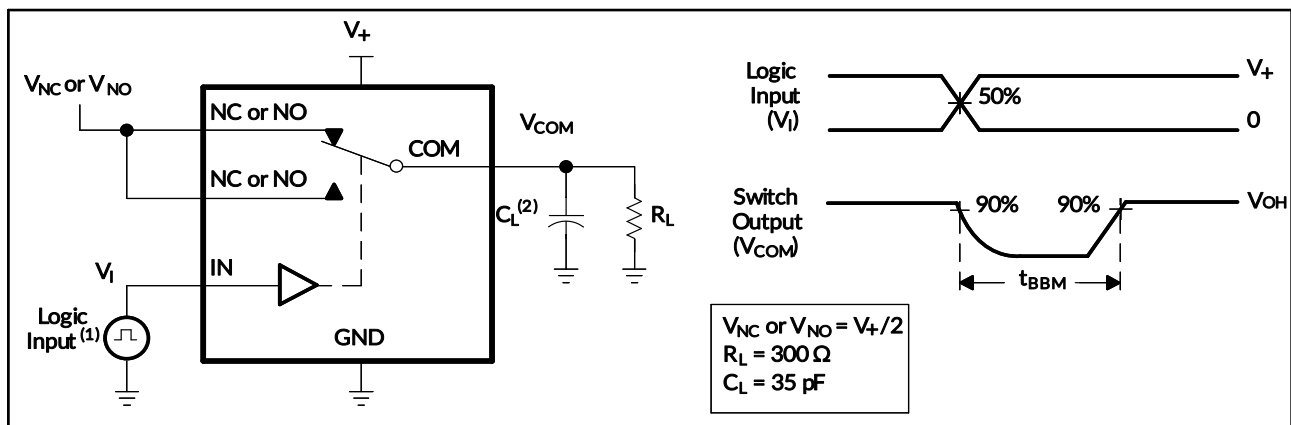 V+
VNC or VNO
NC or NO
VCOM
COM
NC or NO
CL(2)
RL
VI
IN
Logic
Input(1)
GND
Logic
Input
(VI)
V+
50%
0
Switch
Output
(VCOM)
90%
90%
VOH
tBBM
VNC or VNO = V+/2
RL = 300 Ω
CL = 35 pF